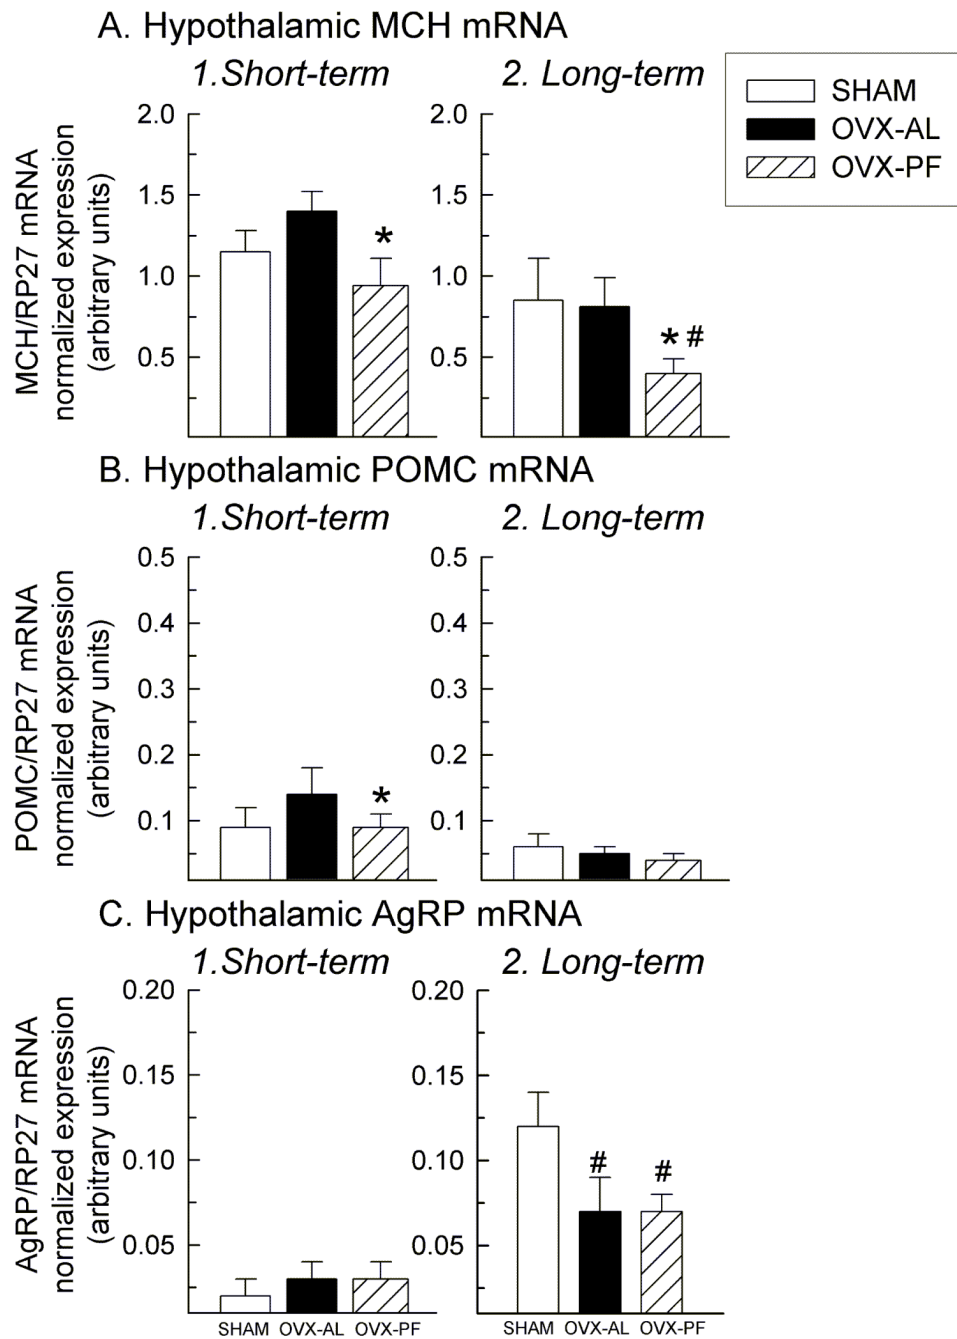 A. Hypothalamic MCH mRNA
1.Short-term
2. Long-term
SHAM
OVX-AL
OVX-PF
MCH/RP27 mRNA
normalized expression
(arbitrary units)
2.0
1.5
1.0
0.5
*
2.0
1.5
1.0
0.5
* #
B. Hypothalamic POMC mRNA
1.Short-term
2. Long-term
POMC/RP27 mRNA
normalized expression
(arbitrary units)
0.5
0.4
0.3
0.2
0.1
*
0.5
0.4
0.3
0.2
0.1
C. Hypothalamic AgRP mRNA
1.Short-term
2. Long-term
AgRP/RP27 mRNA
normalized expression
(arbitrary units)
0.20
0.15
0.10
0.05
0.20
0.15
0.10
0.05
# #
SHAM OVX-AL OVX-PF
SHAM OVX-AL OVX-PF